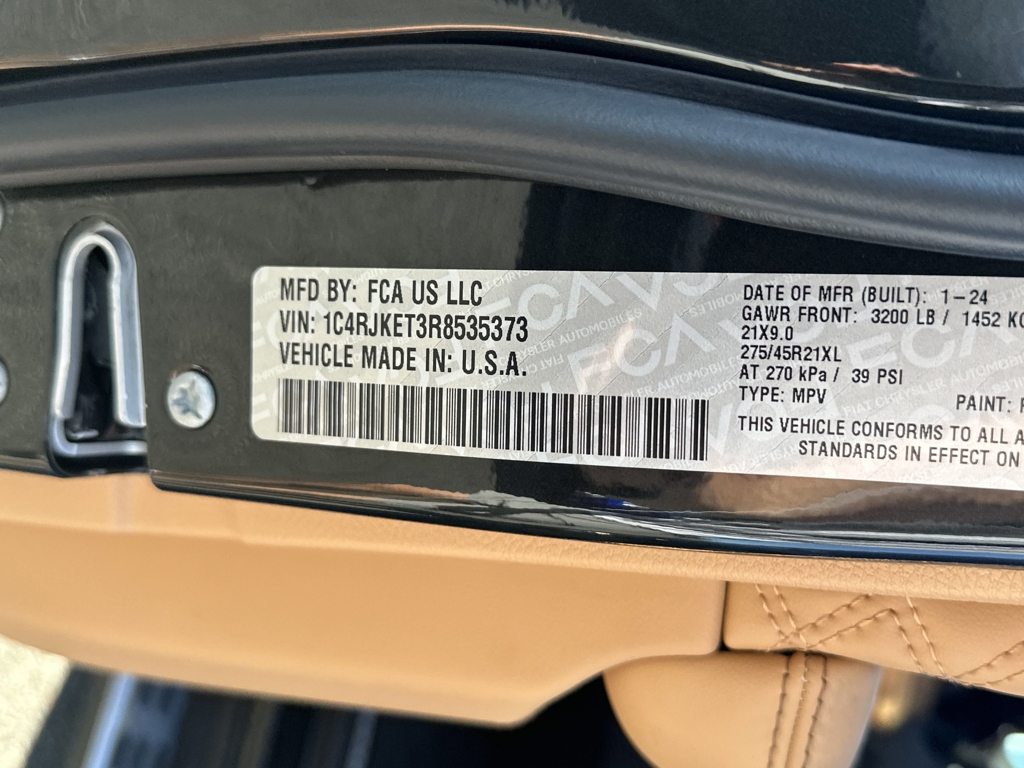 MFD BY: FCA US LLC
VIN: 1C4RJKET3R8535373
VEHICLE MADE IN: U.S.A.
DATE OF MFR (BUILT): 1-24
GAWR FRONT: 3200 LB / 1452 KG
21X9.0
275/45R21XL
AT 270 kPa / 39 PSI
TYPE: MPV PAINT:
THIS VEHICLE CONFORMS TO ALL A
STANDARDS IN EFFECT ON